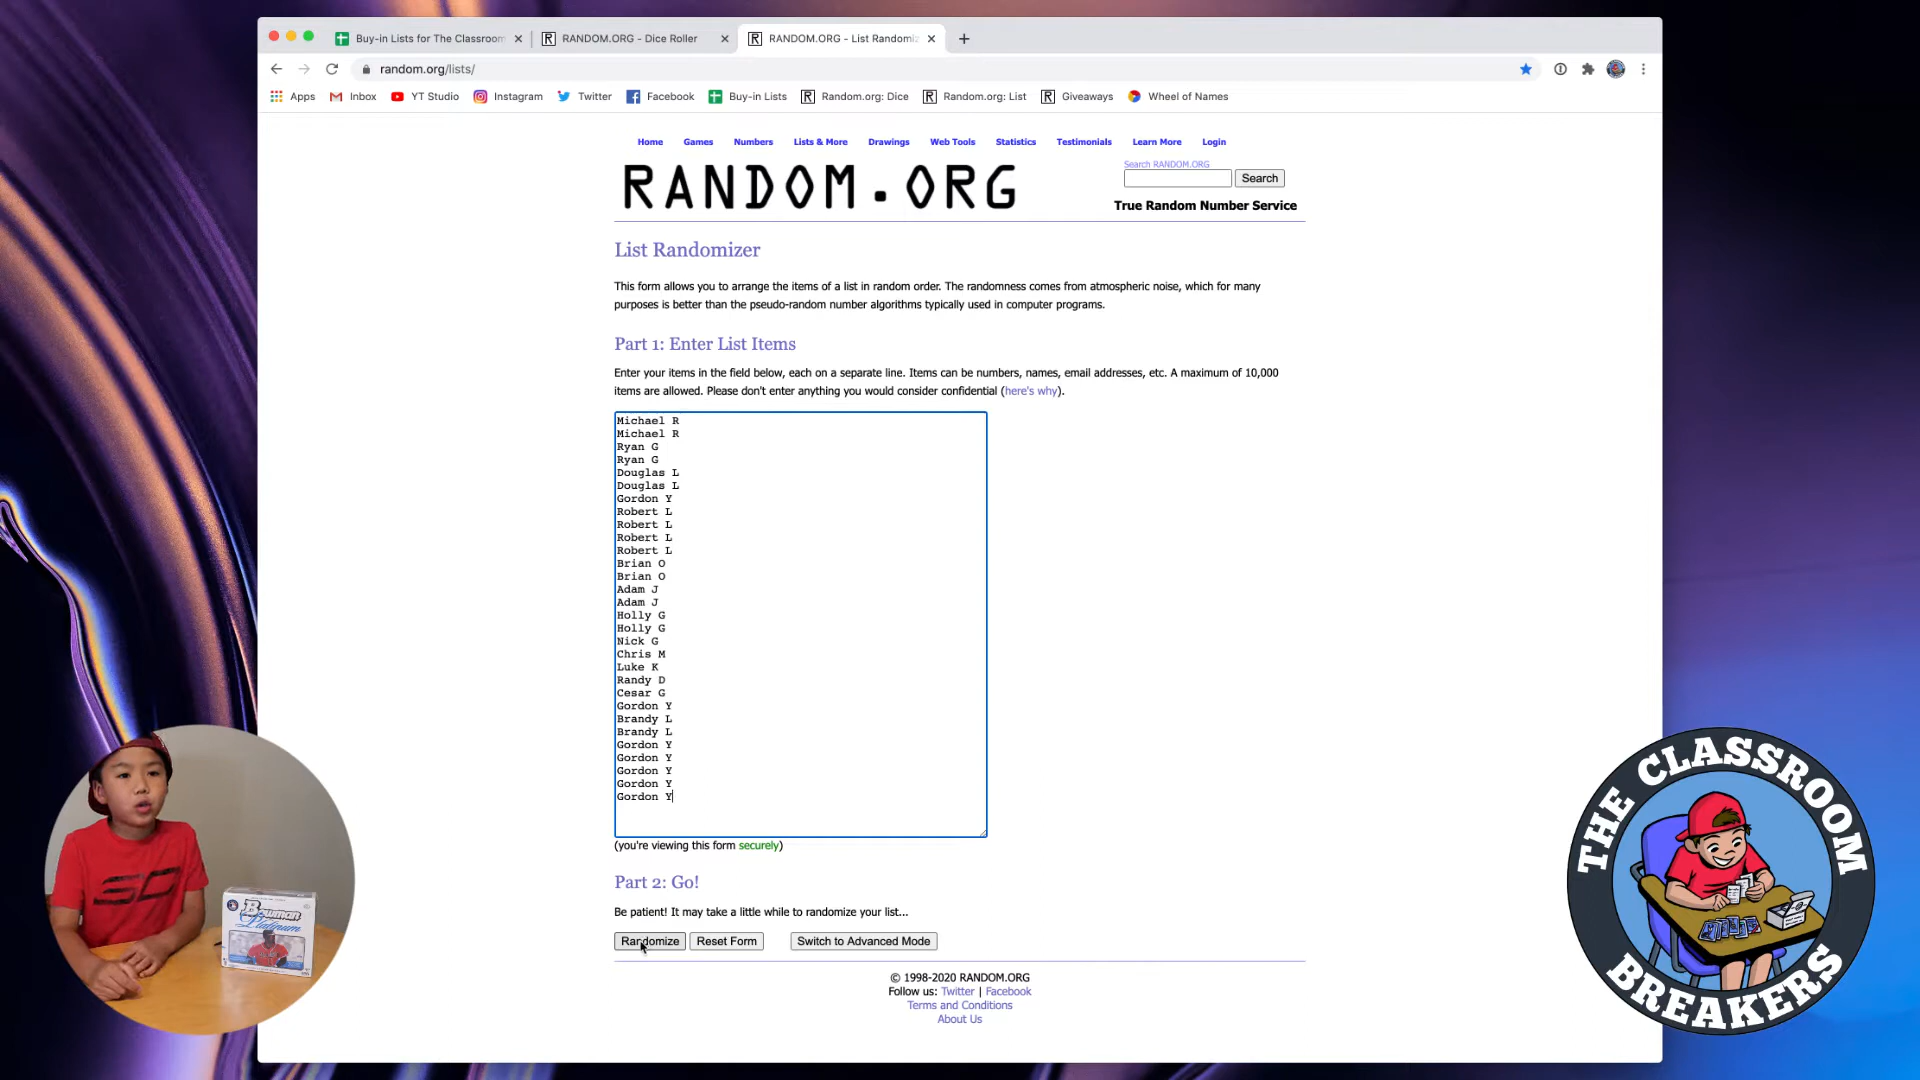 Buy-in Lists for The Classroom
RANDOM.ORG - Dice Roller
RANDOM.ORG - List Randomiz
random.org/lists/
Apps
Inbox
YT Studio
Instagram
Twitter
Facebook
Buy-in Lists
Random.org: Dice
Random.org: List
Giveaways
Wheel of Names
Home
Games
Numbers
Lists & More
Drawings
Web Tools
Statistics
Testimonials
Learn More
Login
RANDOM.ORG
Search RANDOM.ORG
Search
True Random Number Service
List Randomizer
This form allows you to arrange the items of a list in random order. The randomness comes from atmospheric noise, which for many
purposes is better than the pseudo-random number algorithms typically used in computer programs.
Part 1: Enter List Items
Enter your items in the field below, each on a separate line. Items can be numbers, names, email addresses, etc. A maximum of 10,000
items are allowed. Please don't enter anything you would consider confidential (here's why).
Michael R
Michael R
Ryan G
Ryan G
Douglas L
Douglas L
Gordon Y
Robert L
Robert L
Robert L
Robert L
Brian O
Brian O
Adam J
Adam J
Holly G
Holly G
Nick G
Chris M
Luke K
Randy D
Cesar G
Gordon Y
Brandy L
Brandy L
Gordon Y
Gordon Y
Gordon Y
Gordon Y
Gordon Y
(you're viewing this form securely)
Part 2: Go!
Be patient! It may take a little while to randomize your list...
Randomize
Reset Form
Switch to Advanced Mode
© 1998-2020 RANDOM.ORG
Follow us: Twitter | Facebook
Terms and Conditions
About Us
Bowman
Platinum
THE CLASSROOM
BREAKERS